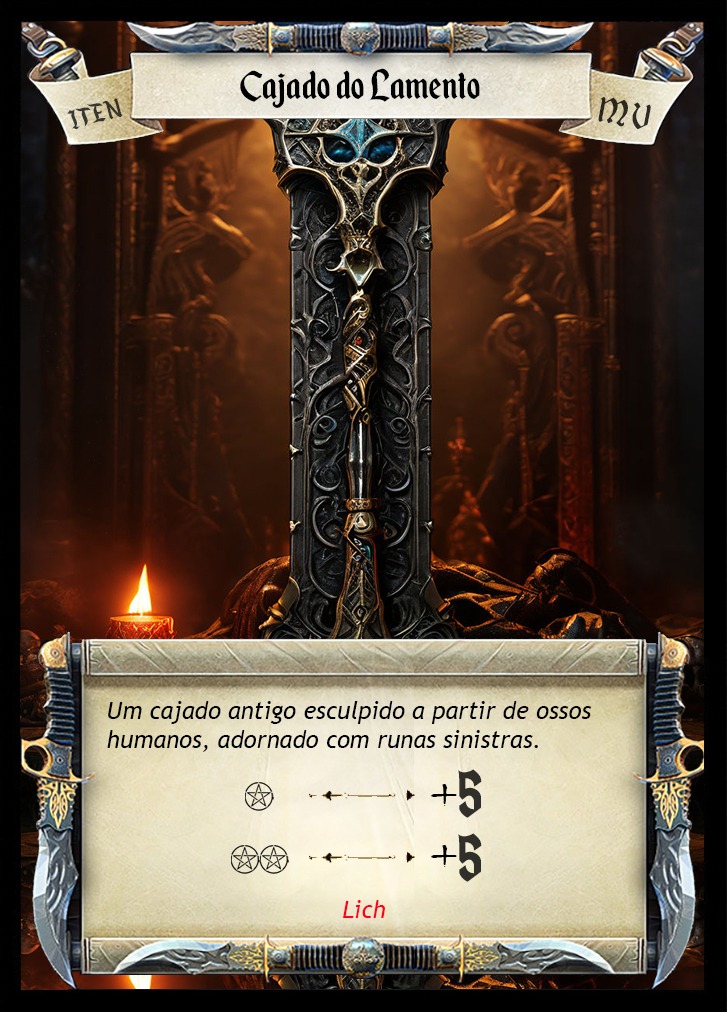 Cajado do Lamento
ITEN
MU
Um cajado antigo esculpido a partir de ossos
humanos, adornado com runas sinistras.
+5
+5
Lich